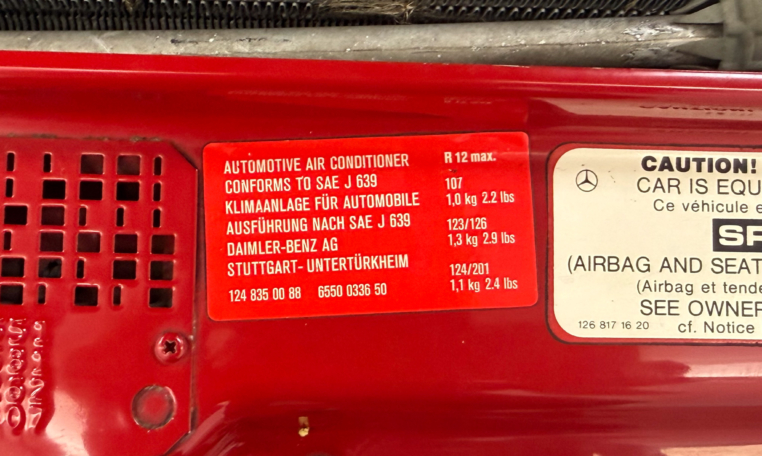 AUTOMOTIVE AIR CONDITIONER
CONFORMS TO SAE J 639
KLIMAANLAGE FÜR AUTOMOBILE
AUSFÜHRUNG NACH SAE J 639
DAIMLER-BENZ AG
STUTTGART- UNTERTÜRKHEIM
124 835 00 88 6550 0336 50
R 12 max.
107
1,0 kg 2.2 lbs
123/126
1,3 kg 2.9 lbs
124/201
1,1 kg 2.4 lbs
CAUTION!
CAR IS EQU
Ce véhicule e
SR
(AIRBAG AND SEAT
(Airbag et tende
SEE OWNER
126 817 16 20 cf. Notice